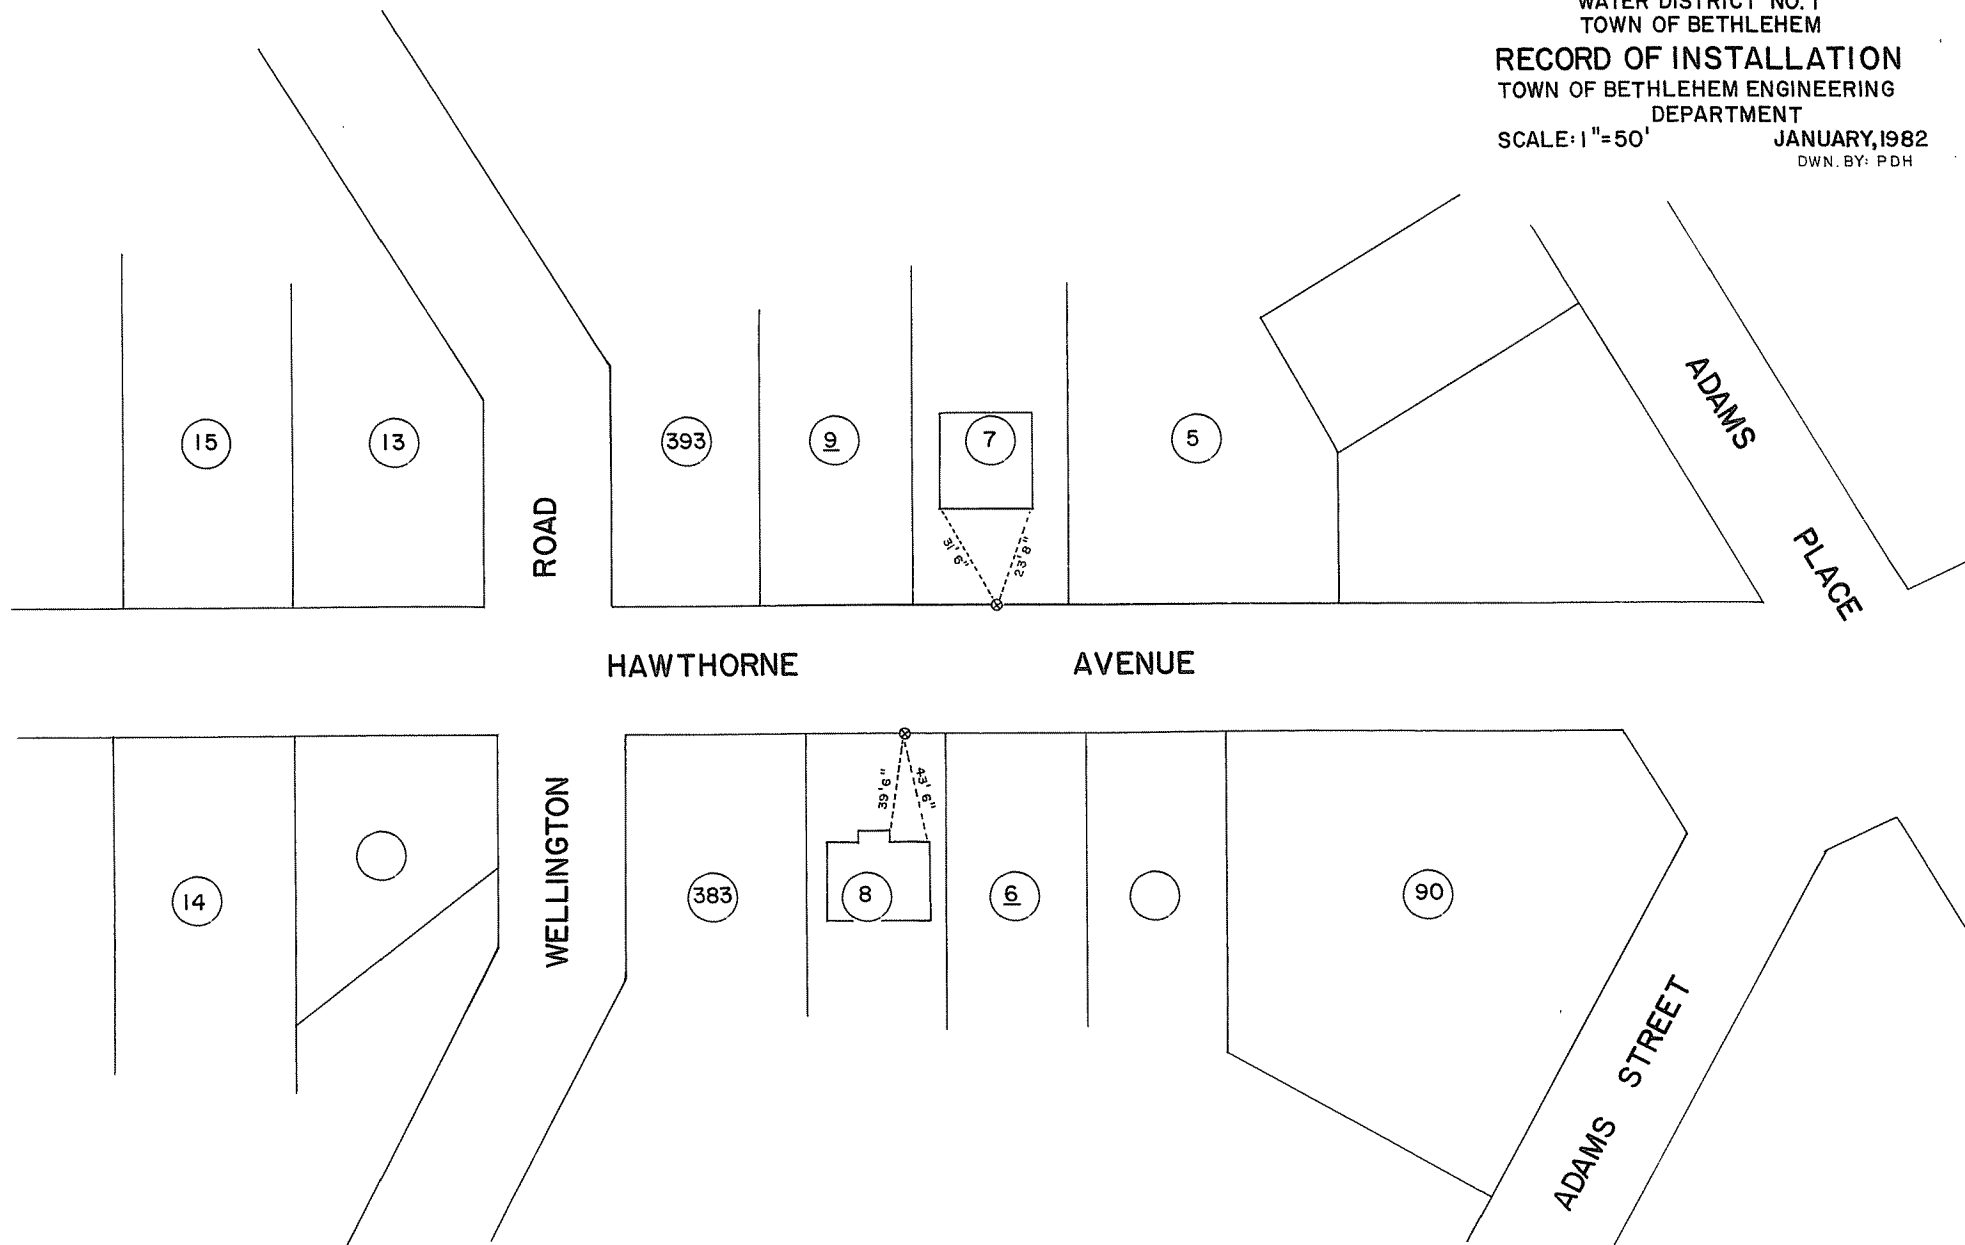 WATER DISTRICT NO. 1
TOWN OF BETHLEHEM
RECORD OF INSTALLATION
TOWN OF BETHLEHEM ENGINEERING
DEPARTMENT
SCALE: 1"=50' JANUARY, 1982
DWN. BY: PDH
15
13
393
9
7
5
31' 6"
23' 8"
ROAD
ADAMS
PLACE
HAWTHORNE AVENUE
WELLINGTON
39' 6"
43' 6"
14
383
8
6
90
ADAMS STREET